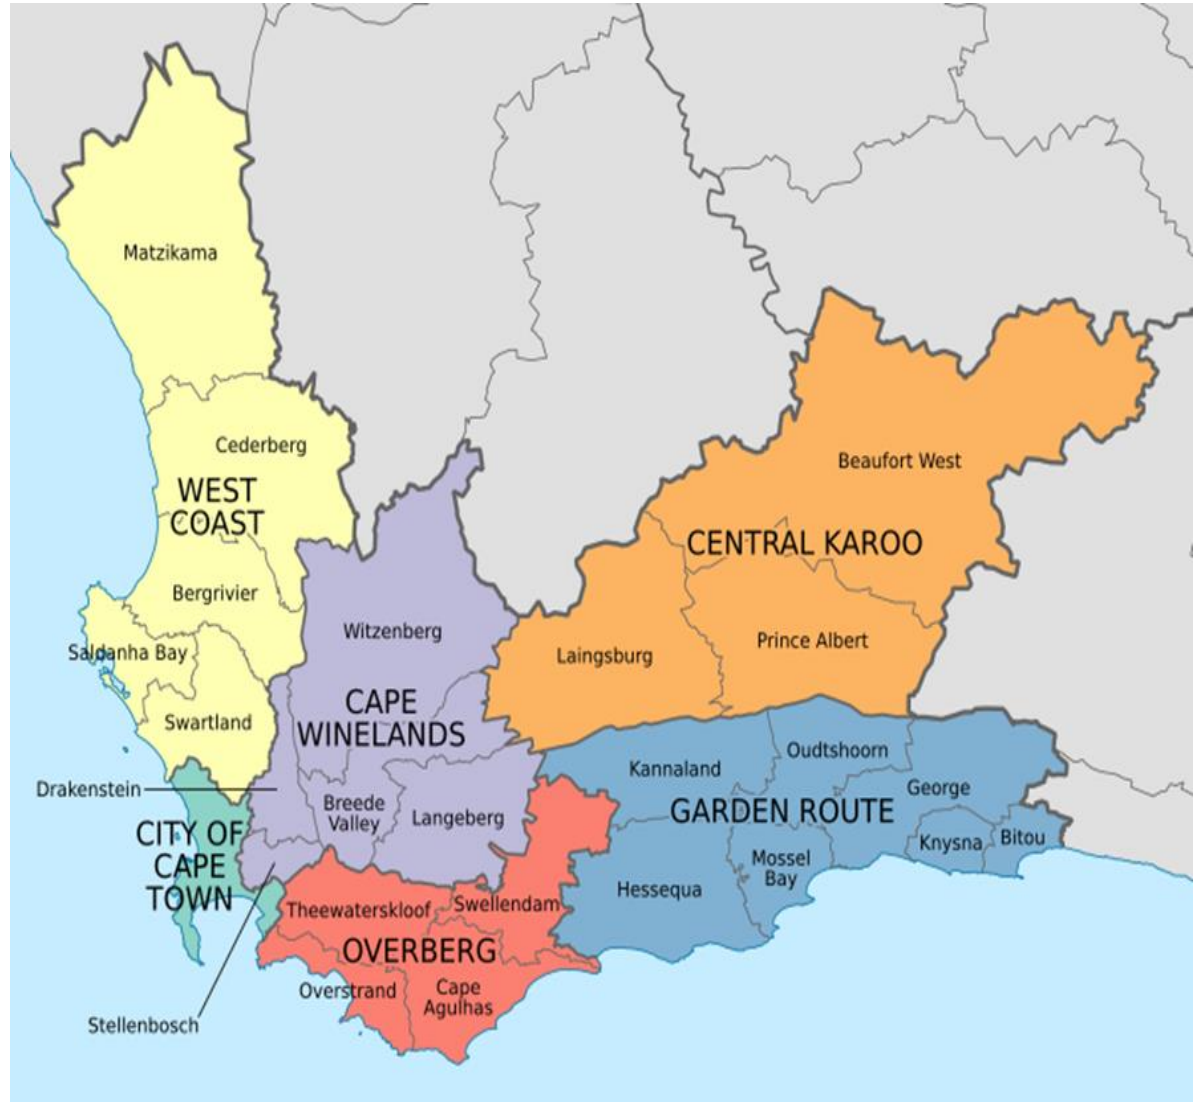 Matzikama
Cederberg
WEST
COAST
Beaufort West
CENTRAL KAROO
Bergrivier
Witzenberg
Saldanha Bay
Laingsburg
Prince Albert
Swartland
CAPE
WINELANDS
Kannaland
Oudtshoorn
Drakenstein
Breede
Valley
Langeberg
GARDEN ROUTE
George
CITY OF
CAPE
TOWN
Knysna
Bitou
Mossel
Bay
Hessequa
Theewaterskloof
Swellendam
OVERBERG
Overstrand
Cape
Agulhas
Stellenbosch